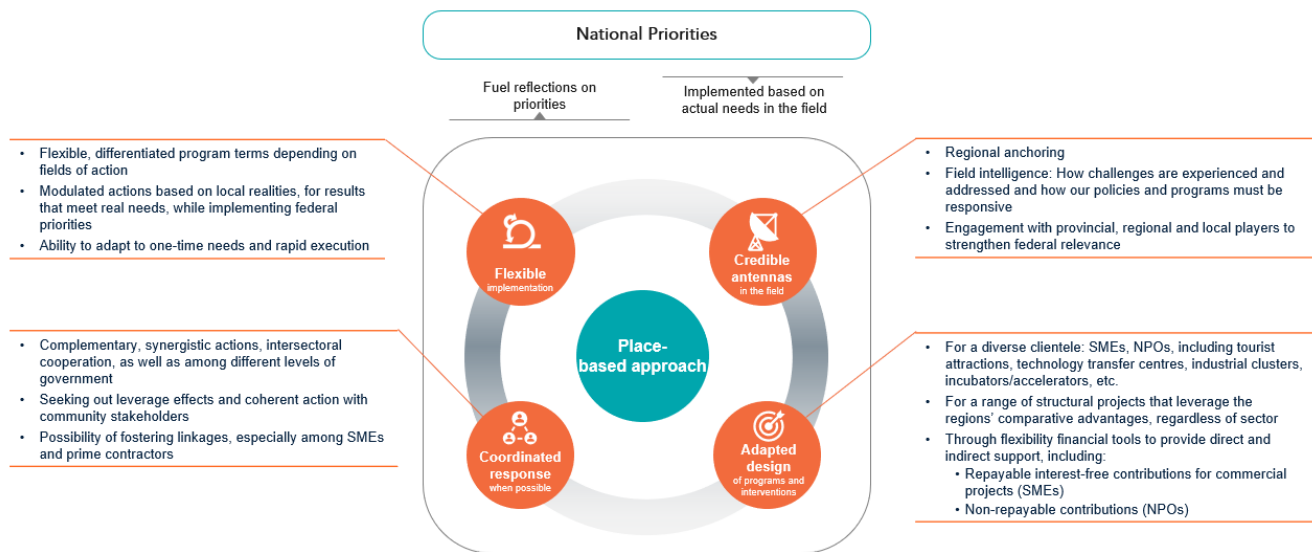 National Priorities
Fuel reflections on
priorities
Implemented based on
actual needs in the field
• Flexible, differentiated program terms depending on
fields of action
• Modulated actions based on local realities, for results
that meet real needs, while implementing federal
priorities
• Ability to adapt to one-time needs and rapid execution
• Regional anchoring
• Field intelligence: How challenges are experienced and
addressed and how our policies and programs must be
responsive
• Engagement with provincial, regional and local players to
strengthen federal relevance
Flexible
implementation
Credible
antennas
in the field
Place-
based approach
• Complementary, synergistic actions, intersectoral
cooperation, as well as among different levels of
government
• Seeking out leverage effects and coherent action with
community stakeholders
• Possibility of fostering linkages, especially among SMEs
and prime contractors
Coordinated
response
when possible
Adapted
design
of programs and
interventions
• For a diverse clientele: SMEs, NPOs, including tourist
attractions, technology transfer centres, industrial clusters,
incubators/accelerators, etc.
• For a range of structural projects that leverage the
regions' comparative advantages, regardless of sector
• Through flexibility financial tools to provide direct and
indirect support, including:
• Repayable interest-free contributions for commercial
projects (SMEs)
• Non-repayable contributions (NPOs)